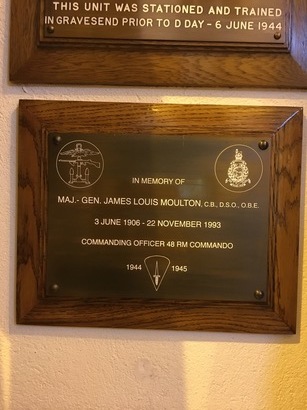 THIS UNIT WAS STATIONED AND TRAINED
IN GRAVESEND PRIOR TO D DAY – 6 JUNE 1944
IN MEMORY OF
MAJ.- GEN. JAMES LOUIS MOULTON, C.B., D.S.O., O.B.E.
3 JUNE 1906 - 22 NOVEMBER 1993
COMMANDING OFFICER 48 RM COMMANDO
1944 1945